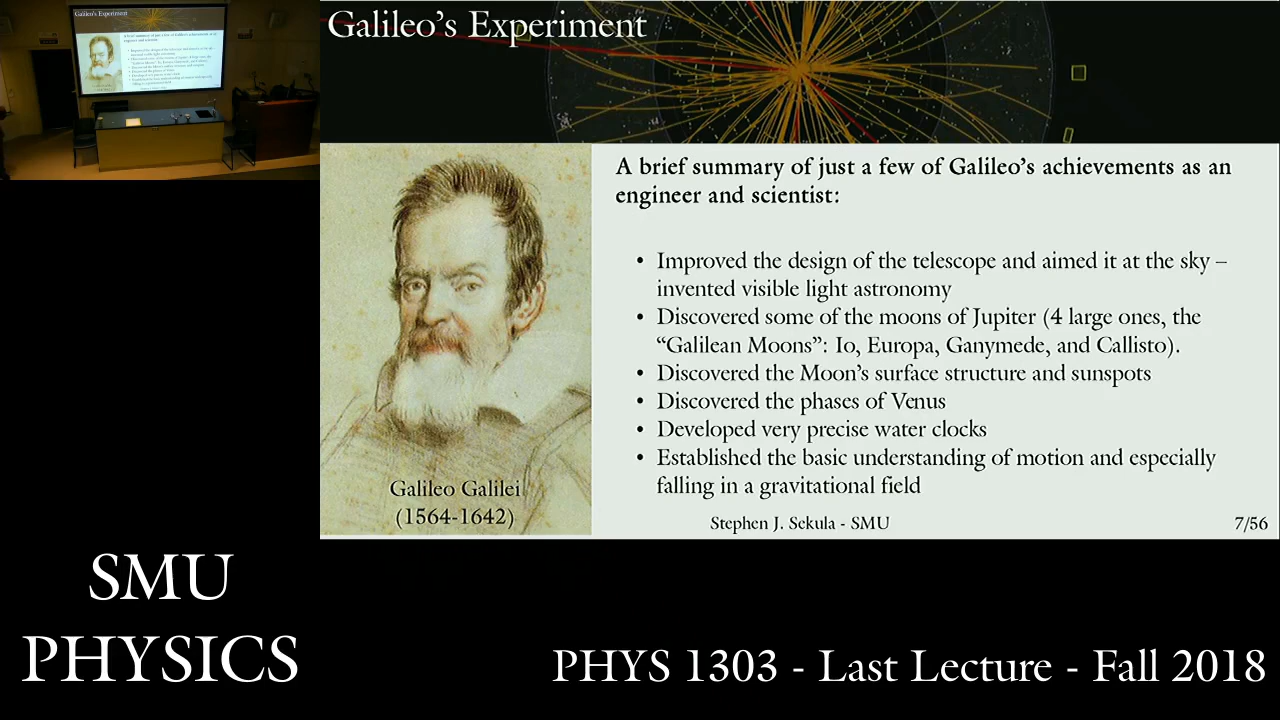 Galileo's Experiment
A brief summary of just a few of Galileo's achievements as an
engineer and scientist:
• Improved the design of the telescope and aimed it at the sky –
invented visible light astronomy
• Discovered some of the moons of Jupiter (4 large ones, the
“Galilean Moons”: Io, Europa, Ganymede, and Callisto).
• Discovered the Moon's surface structure and sunspots
• Discovered the phases of Venus
• Developed very precise water clocks
• Established the basic understanding of motion and especially
falling in a gravitational field
Galileo Galilei
(1564-1642)
Stephen J. Sekula - SMU
7/56
SMU
PHYSICS
PHYS 1303 - Last Lecture - Fall 2018
Galileo's Experiment